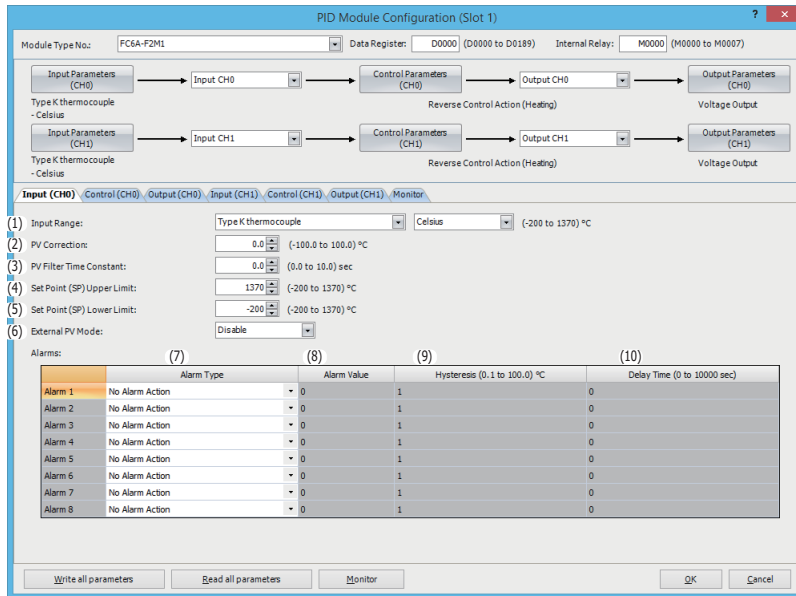 PID Module Configuration (Slot 1)
? ×
Module Type No.: FC6A-F2M1 Data Register: D0000 (D0000 to D0189) Internal Relay: M0000 (M0000 to M0007)
Input Parameters (CH0) Input CH0 Control Parameters (CH0) Output CH0 Output Parameters (CH0)
Type K thermocouple - Celsius Reverse Control Action (Heating) Voltage Output
Input Parameters (CH1) Input CH1 Control Parameters (CH1) Output CH1 Output Parameters (CH1)
Type K thermocouple - Celsius Reverse Control Action (Heating) Voltage Output
Input (CH0) Control (CH0) Output (CH0) Input (CH1) Control (CH1) Output (CH1) Monitor
(1) Input Range: Type K thermocouple Celsius (-200 to 1370) ºC
(2) PV Correction: 0.0 (-100.0 to 100.0) ºC
(3) PV Filter Time Constant: 0.0 (0.0 to 10.0) sec
(4) Set Point (SP) Upper Limit: 1370 (-200 to 1370) ºC
(5) Set Point (SP) Lower Limit: -200 (-200 to 1370) ºC
(6) External PV Mode: Disable
Alarms:
(7) (8) (9) (10)
Alarm Type Alarm Value Hysteresis (0.1 to 100.0) ºC Delay Time (0 to 10000 sec)
Alarm 1 No Alarm Action 0 1 0
Alarm 2 No Alarm Action 0 1 0
Alarm 3 No Alarm Action 0 1 0
Alarm 4 No Alarm Action 0 1 0
Alarm 5 No Alarm Action 0 1 0
Alarm 6 No Alarm Action 0 1 0
Alarm 7 No Alarm Action 0 1 0
Alarm 8 No Alarm Action 0 1 0
Write all parameters Read all parameters Monitor OK Cancel